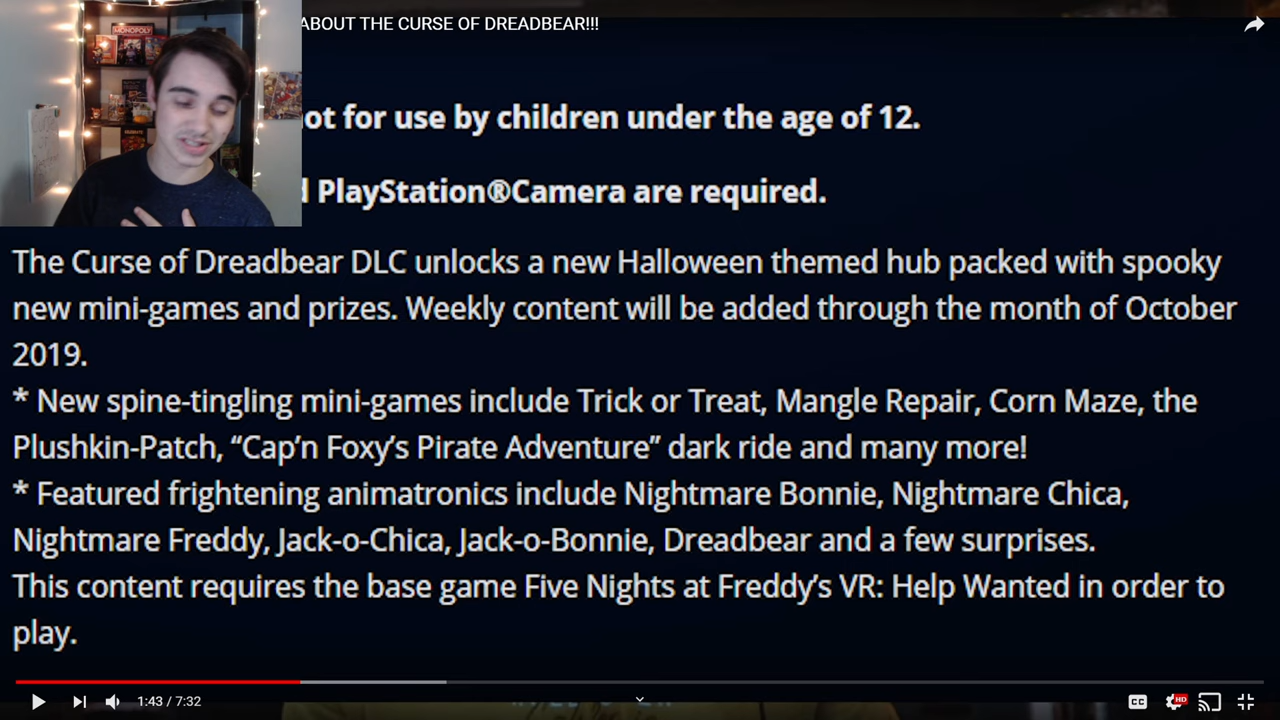 ABOUT THE CURSE OF DREADBEAR!!!
MONOPOLY
not for use by children under the age of 12.
PlayStation®Camera are required.
The Curse of Dreadbear DLC unlocks a new Halloween themed hub packed with spooky
new mini-games and prizes. Weekly content will be added through the month of October
2019.
* New spine-tingling mini-games include Trick or Treat, Mangle Repair, Corn Maze, the
Plushkin-Patch, “Cap’n Foxy’s Pirate Adventure” dark ride and many more!
* Featured frightening animatronics include Nightmare Bonnie, Nightmare Chica,
Nightmare Freddy, Jack-o-Chica, Jack-o-Bonnie, Dreadbear and a few surprises.
This content requires the base game Five Nights at Freddy’s VR: Help Wanted in order to
play.
1:43 / 7:32
CC
HD